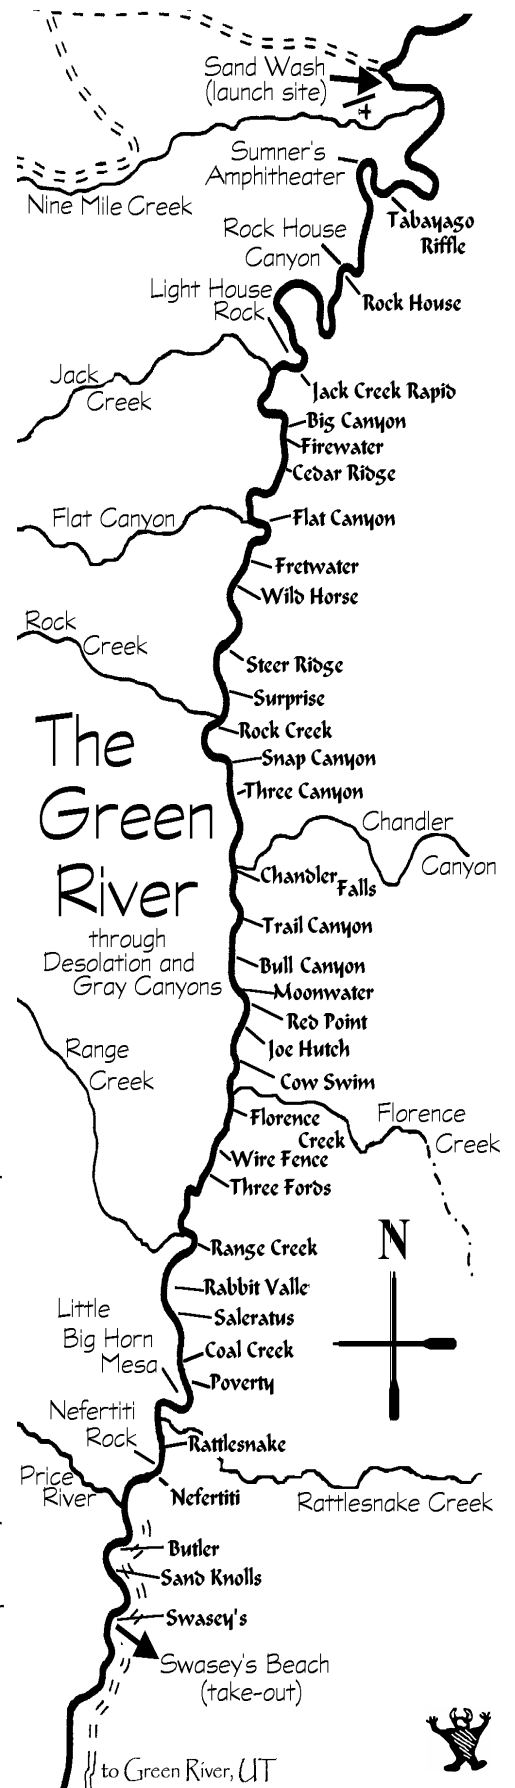 Sand Wash
(launch site)
Sumner's
Amphitheater
Nine Mile Creek
Tabayago
Riffle
Rock House
Canyon
Light House
Rock
Rock House
Jack
Creek
Jack Creek Rapid
Big Canyon
Firewater
Cedar Ridge
Flat Canyon
Flat Canyon
Fretwater
Wild Horse
Rock
Creek
Steer Ridge
Surprise
Rock Creek
Snap Canyon
Three Canyon
The
Green
River
through
Desolation and
Gray Canyons
Chandler
Canyon
Chandler
Falls
Trail Canyon
Bull Canyon
Moonwater
Red Point
Joe Hutch
Cow Swim
Range
Creek
Florence
Creek
Florence
Creek
Wire Fence
Three Fords
N
Range Creek
Rabbit Valle
Saleratus
Little
Big Horn
Mesa
Coal Creek
Poverty
Nefertiti
Rock
Rattlesnake
Price
River
Nefertiti
Rattlesnake Creek
Butler
Sand Knolls
Swasey's
Swasey's Beach
(take-out)
to Green River, UT